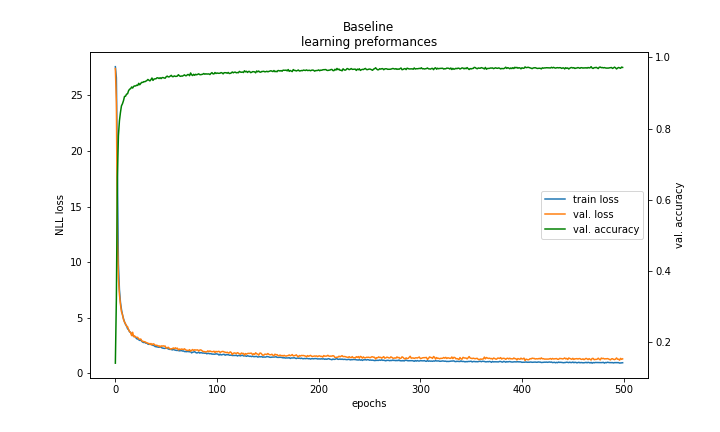 Baseline
learning preformances
NLL loss
25
20
15
10
5
0
0
100
200
300
400
500
epochs
1.0
0.8
0.6
0.4
0.2
val. accuracy
train loss
val. loss
val. accuracy